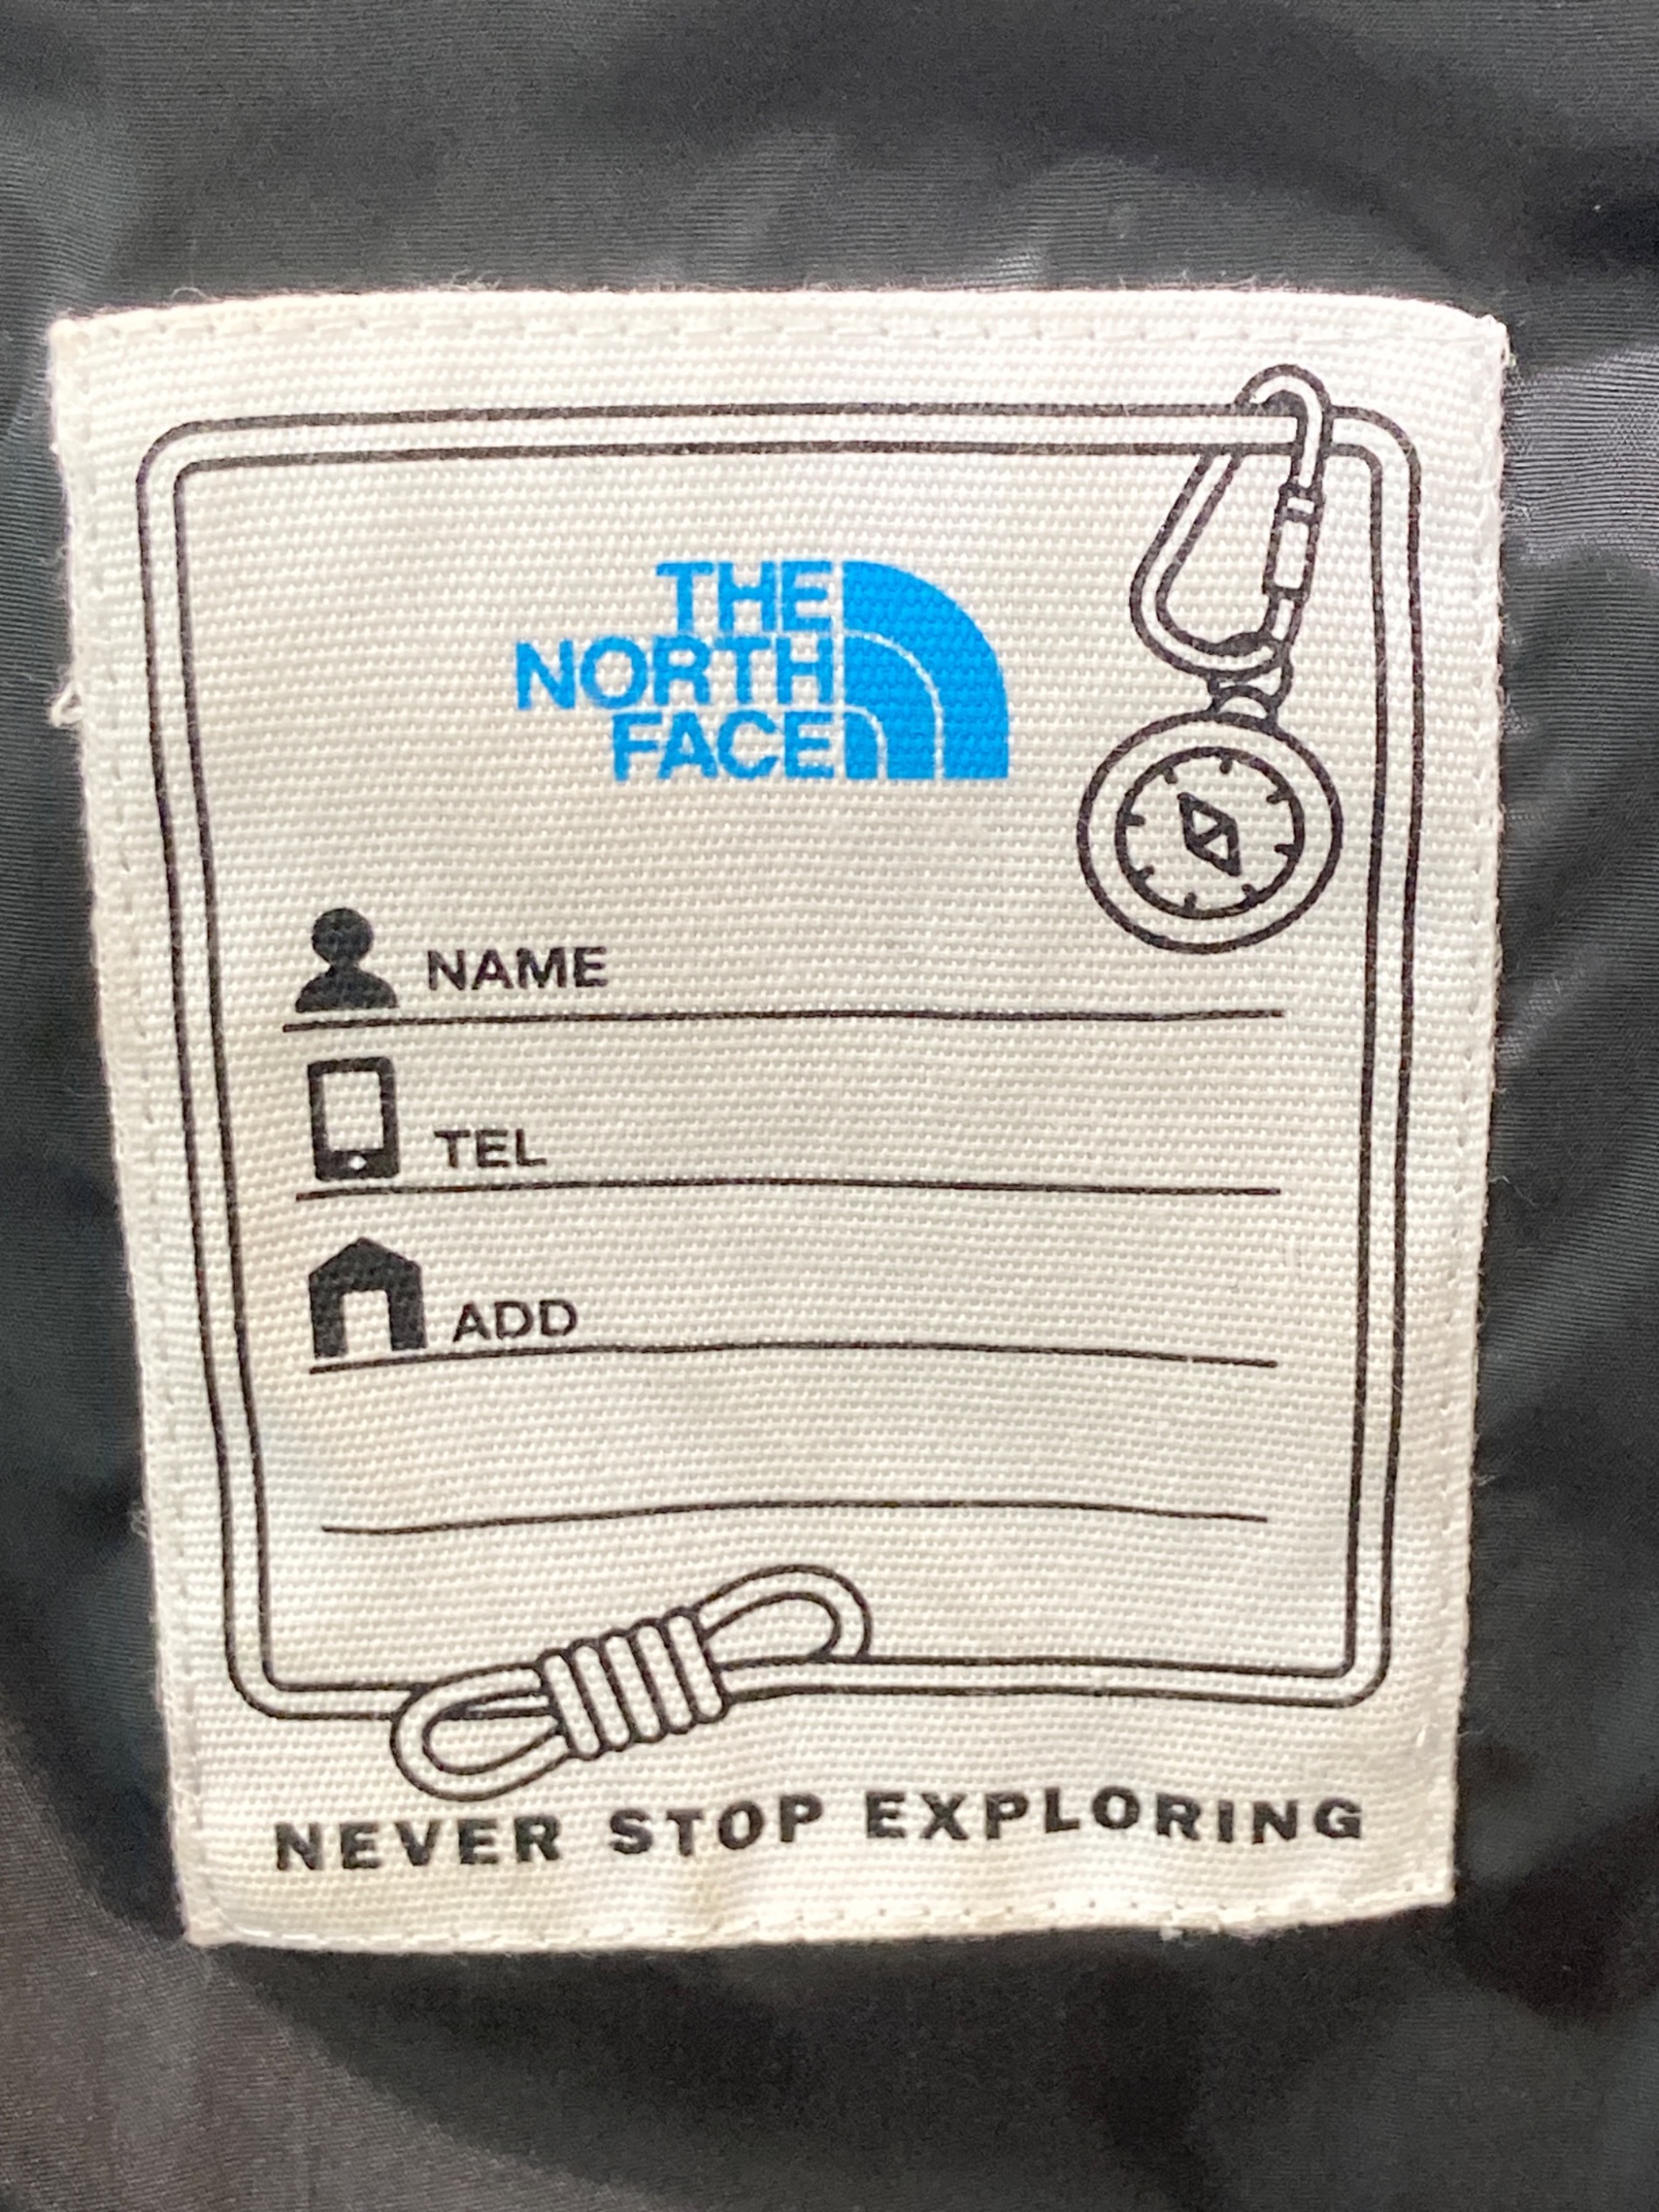 THE
NORTH
FACE
NAME
TEL
ADD
NEVER STOP EXPLORING